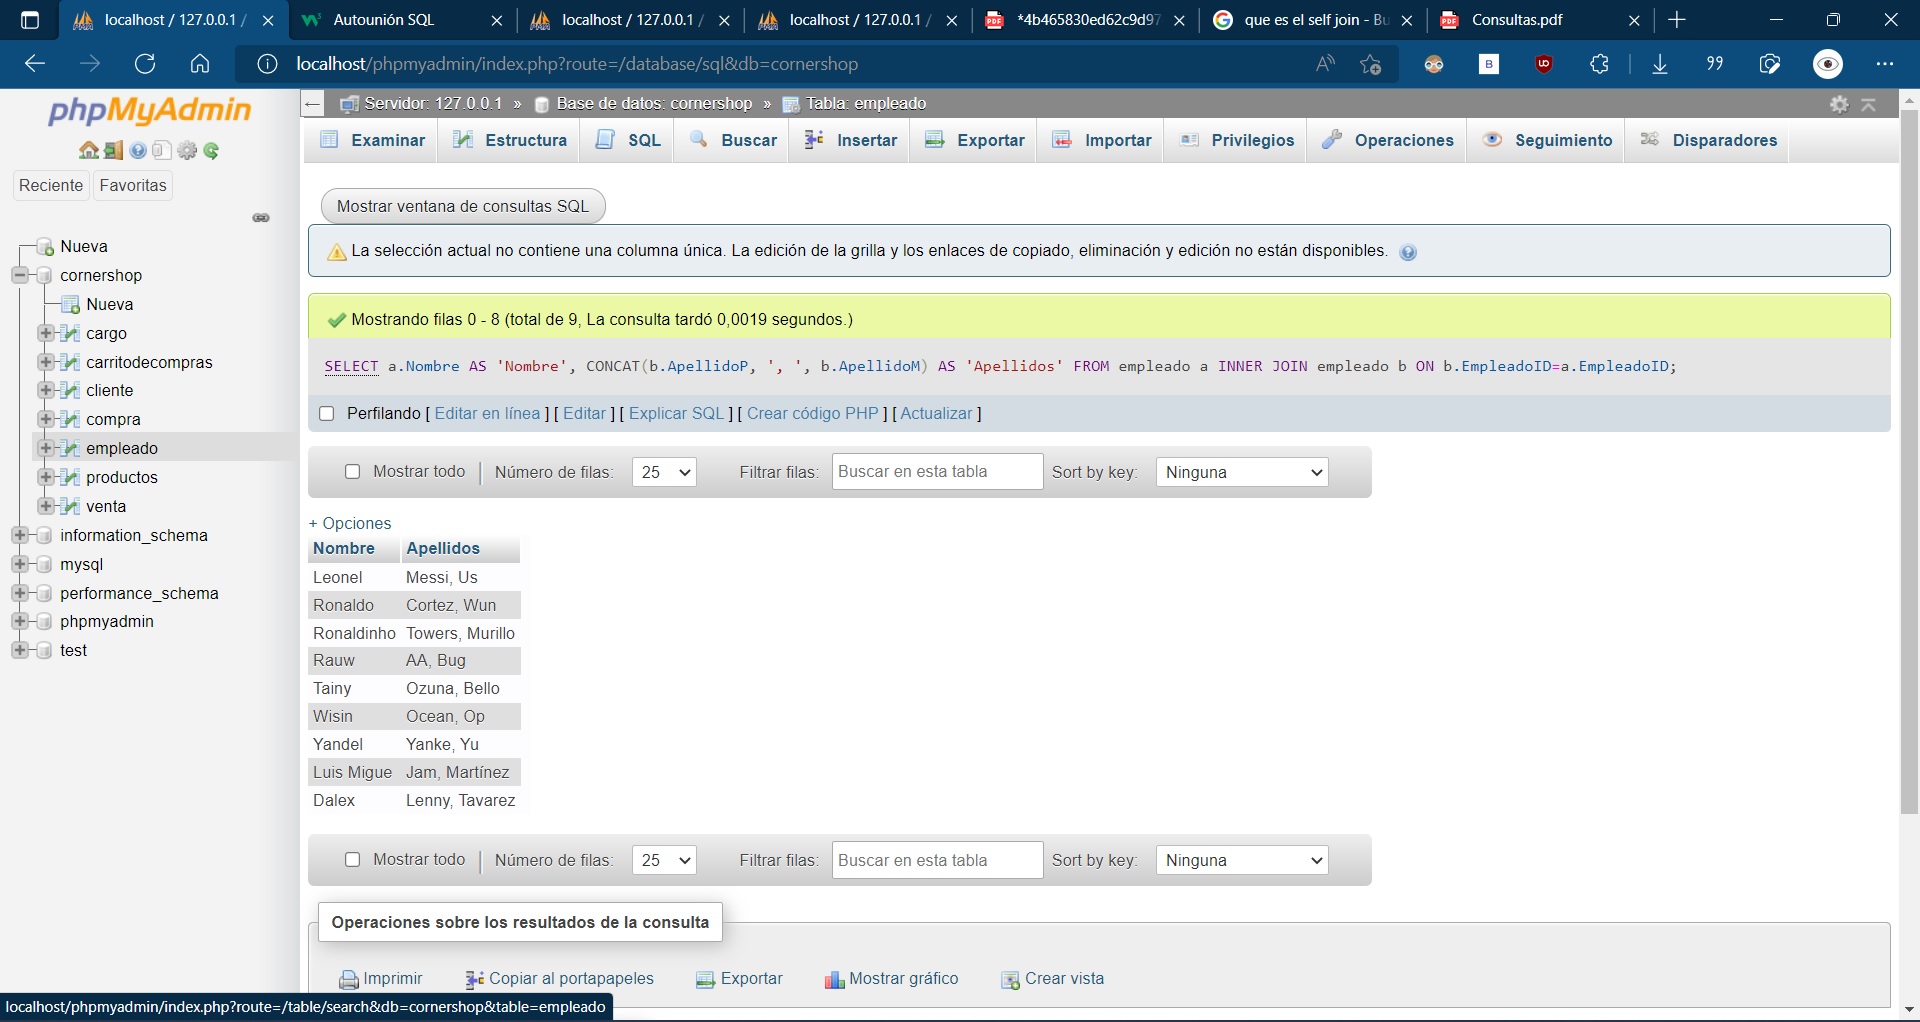 localhost / 127.0.0.1 /
Autounión SQL
localhost / 127.0.0.1 /
localhost / 127.0.0.1 /
*4b465830ed62c9d97
que es el self join - Bu
Consultas.pdf
localhost/phpmyadmin/index.php?route=/database/sql&db=cornershop
phpMyAdmin
Reciente Favoritas
Nueva
cornershop
Nueva
cargo
carritodecompras
cliente
compra
empleado
productos
venta
information_schema
mysql
performance_schema
phpmyadmin
test
Servidor: 127.0.0.1 » Base de datos: cornershop » Tabla: empleado
Examinar Estructura SQL Buscar Insertar Exportar Importar Privilegios Operaciones Seguimiento Disparadores
Mostrar ventana de consultas SQL
La selección actual no contiene una columna única. La edición de la grilla y los enlaces de copiado, eliminación y edición no están disponibles.
Mostrando filas 0 - 8 (total de 9, La consulta tardó 0,0019 segundos.)
SELECT a.Nombre AS 'Nombre', CONCAT(b.ApellidoP, ', ', b.ApellidoM) AS 'Apellidos' FROM empleado a INNER JOIN empleado b ON b.EmpleadoID=a.EmpleadoID;
Perfilando [ Editar en línea ] [ Editar ] [ Explicar SQL ] [ Crear código PHP ] [ Actualizar ]
Mostrar todo | Número de filas: 25 Filtrar filas: Buscar en esta tabla Sort by key: Ninguna
+ Opciones
Nombre Apellidos
Leonel Messi, Us
Ronaldo Cortez, Wun
Ronaldinho Towers, Murillo
Rauw AA, Bug
Tainy Ozuna, Bello
Wisin Ocean, Op
Yandel Yanke, Yu
Luis Migue Jam, Martínez
Dalex Lenny, Tavarez
Mostrar todo | Número de filas: 25 Filtrar filas: Buscar en esta tabla Sort by key: Ninguna
Operaciones sobre los resultados de la consulta
Imprimir Copiar al portapapeles Exportar Mostrar gráfico Crear vista
localhost/phpmyadmin/index.php?route=/table/search&db=cornershop&table=empleado